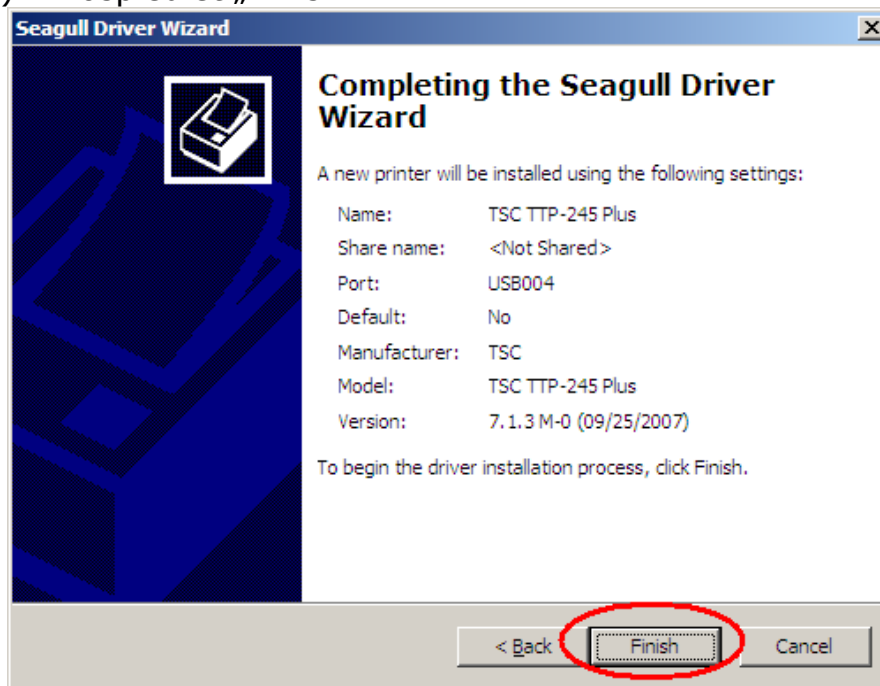 Seagull Driver Wizard
Completing the Seagull Driver
Wizard
A new printer will be installed using the following settings:
Name: TSC TTP-245 Plus
Share name: <Not Shared>
Port: USB004
Default: No
Manufacturer: TSC
Model: TSC TTP-245 Plus
Version: 7.1.3 M-0 (09/25/2007)
To begin the driver installation process, click Finish.
< Back Finish Cancel